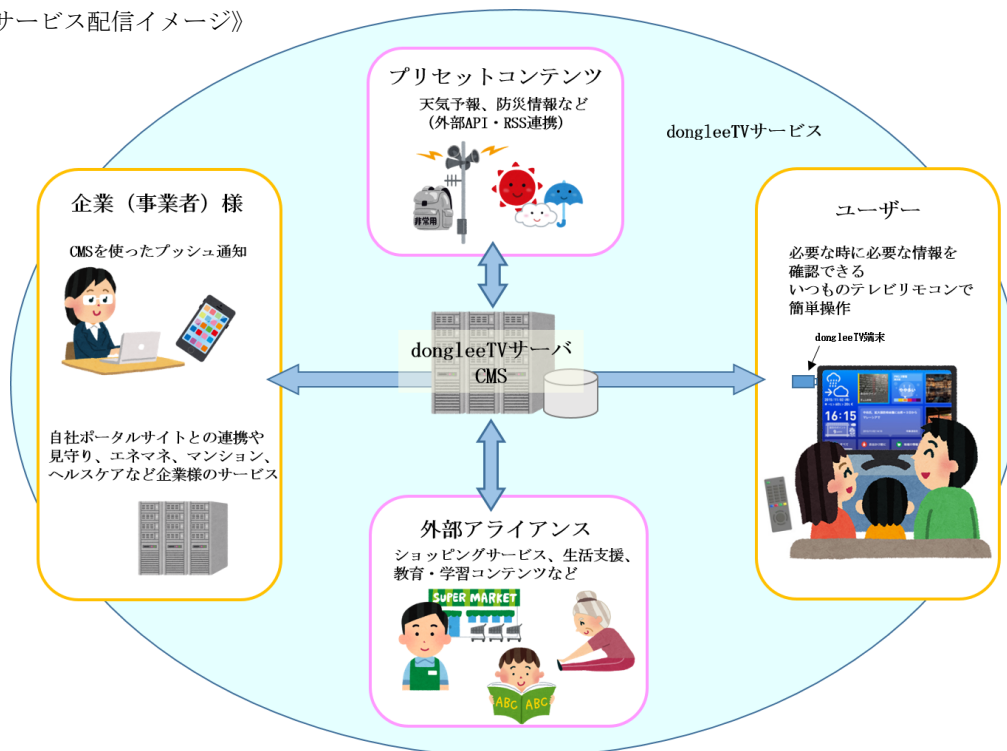 サービス配信イメージ》
プリセットコンテンツ
天気予報、防災情報など
(外部API・RSS連携)
非常用
dongleeTVサービス
企業（事業者）様
CMSを使ったプッシュ通知
自社ポータルサイトとの連携や
見守り、エネマネ、マンション、
ヘルスケアなど企業様のサービス
dongleeTVサーバ
CMS
ユーザー
必要な時に必要な情報を
確認できる
いつものテレビリモコンで
簡単操作
dongleeTV端末
16:15
外部アライアンス
ショッピングサービス、生活支援、
教育・学習コンテンツなど
SUPER MARKET
ABC ABC